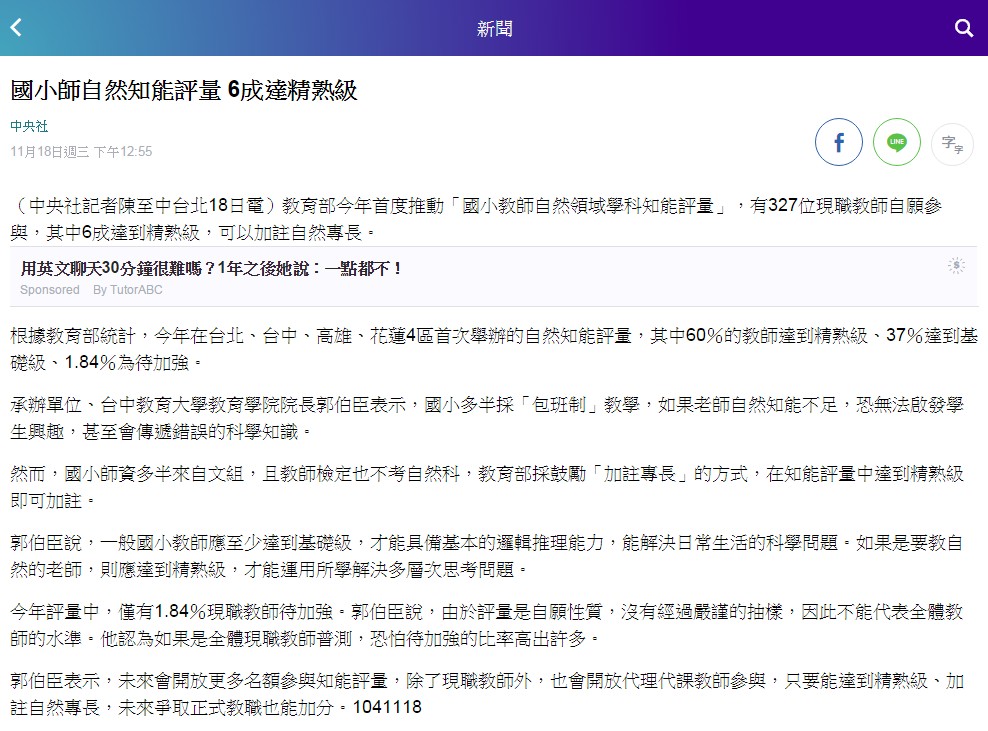 新聞
國小師自然知能評量 6成達精熟級
中央社
11月18日週三 下午12:55
f
LINE
字字
（中央社記者陳至中台北18日電）教育部今年首度推動「國小教師自然領域學科知能評量」，有327位現職教師自願參
與，其中6成達到精熟級，可以加註自然專長。
用英文聊天30分鐘很難嗎？1年之後她說：一點都不！
$
Sponsored By TutorABC
根據教育部統計，今年在台北、台中、高雄、花蓮4區首次舉辦的自然知能評量，其中60％的教師達到精熟級、37％達到基
礎級、1.84％為待加強。
承辦單位、台中教育大學教育學院院長郭伯臣表示，國小多半採「包班制」教學，如果老師自然知能不足，恐無法啟發學
生興趣，甚至會傳遞錯誤的科學知識。
然而，國小師資多半來自文組，且教師檢定也不考自然科，教育部採鼓勵「加註專長」的方式，在知能評量中達到精熟級
即可加註。
郭伯臣說，一般國小教師應至少達到基礎級，才能具備基本的邏輯推理能力，能解決日常生活的科學問題。如果是要教自
然的老師，則應達到精熟級，才能運用所學解決多層次思考問題。
今年評量中，僅有1.84％現職教師待加強。郭伯臣說，由於評量是自願性質，沒有經過嚴謹的抽樣，因此不能代表全體教
師的水準。他認為如果是全體現職教師普測，恐怕待加強的比率高出許多。
郭伯臣表示，未來會開放更多名額參與知能評量，除了現職教師外，也會開放代理代課教師參與，只要能達到精熟級、加
註自然專長，未來爭取正式教職也能加分。1041118